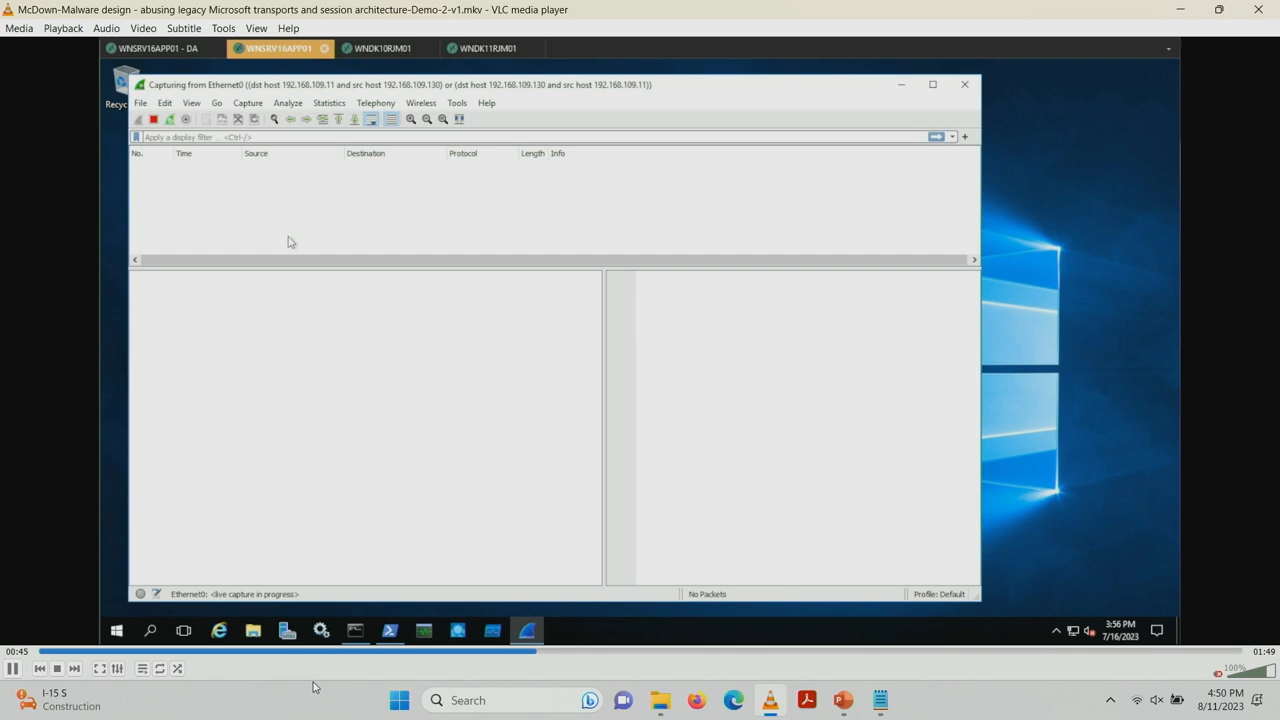 McDown-Malware design - abusing legacy Microsoft transports and session architecture-Demo-2-v1.mkv - VLC media player
Media Playback Audio Video Subtitle Tools View Help
WNSRV16APP01 - DA WNSRV16APP01 WNDK10RJM01 WNDK11RJM01
Recyc
Capturing from Ethernet0 ((dst host 192.168.109.11 and src host 192.168.109.130) or (dst host 192.168.109.130 and src host 192.168.109.11))
File Edit View Go Capture Analyze Statistics Telephony Wireless Tools Help
Apply a display filter ... <Ctrl-/>
No. Time Source Destination Protocol Length Info
Ethernet0: <live capture in progress> No Packets Profile: Default
3:56 PM
7/16/2023
00:45 01:49
100%
I-15 S
Construction
Search
4:50 PM
8/11/2023